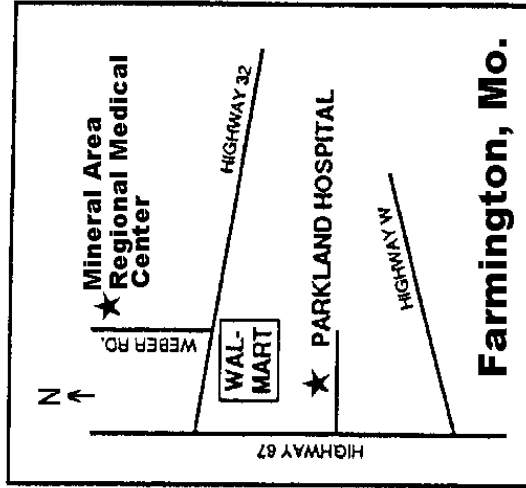 N
Mineral Area
Regional Medical
Center
WEBER RD.
HIGHWAY 32
WAL-
MART
PARKLAND HOSPITAL
HIGHWAY 67
HIGHWAY W
Farmington, Mo.